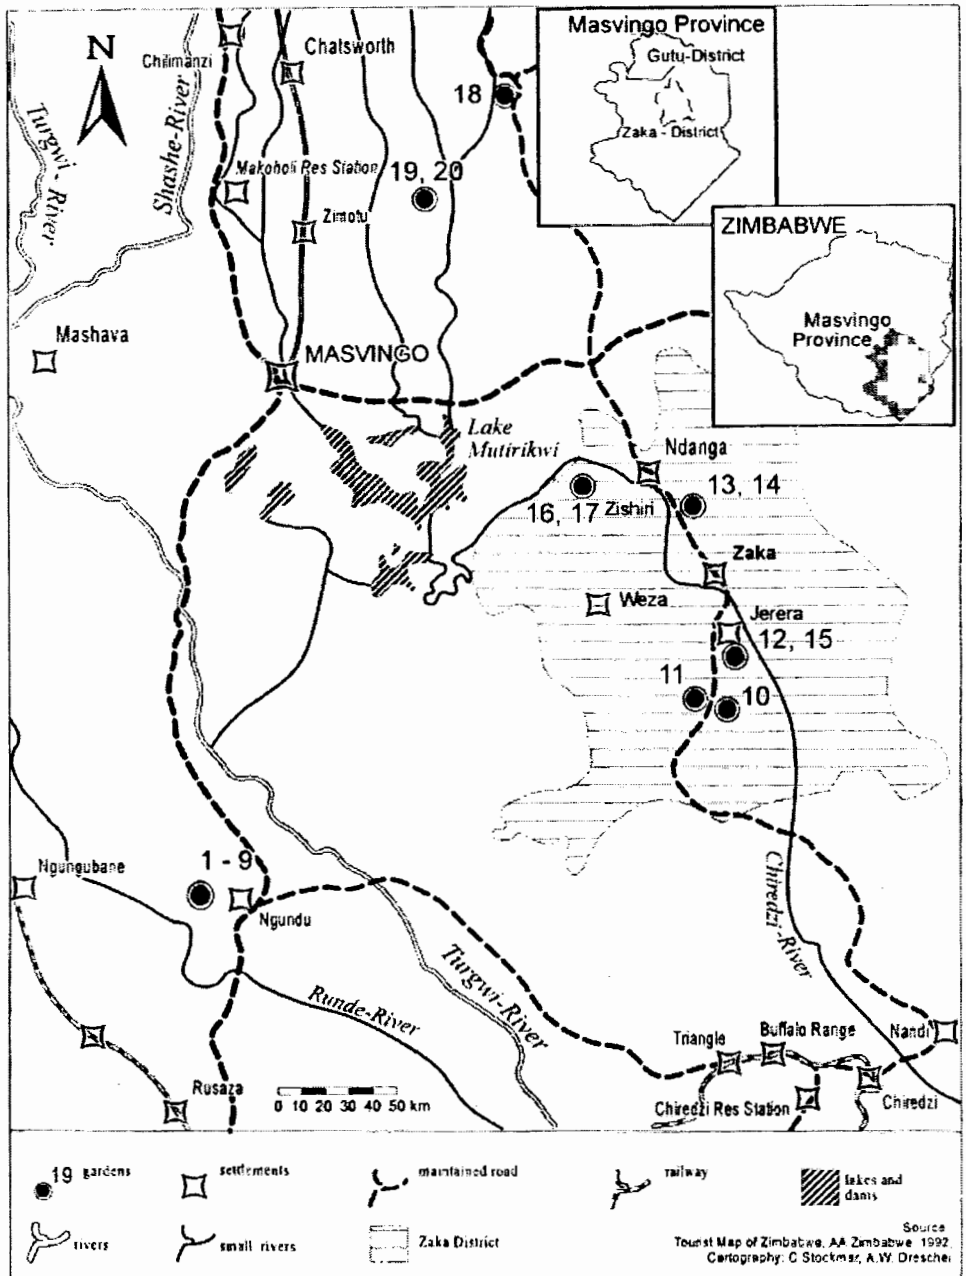 N
Chilimanzi
Chatsworth
18
Masvingo Province
Gutu-District
Zaka - District
Turgwi - River
Shashe-River
Makoholi Res Station
19, 20
Zimotu
ZIMBABWE
Masvingo
Province
Mashava
MASVINGO
Lake
Mutirikwi
Ndanga
13, 14
16, 17
Zishiri
Zaka
Weza
Jerera
12, 15
11
10
Ngungubane
1 - 9
Ngundu
Chiredzi-River
Turgwi-River
Runde-River
Triangle
Buffalo Range
Nandi
Rusaza
0 10 20 30 40 50 km
Chiredzi Res Station
Chiredzi
19 gardens
settlements
maintained road
railway
lakes and
dams
rivers
small rivers
Zaka District
Source
Tourist Map of Zimbabwe, AA Zimbabwe 1992,
Cartography: C Stockmar, A.W. Drescher